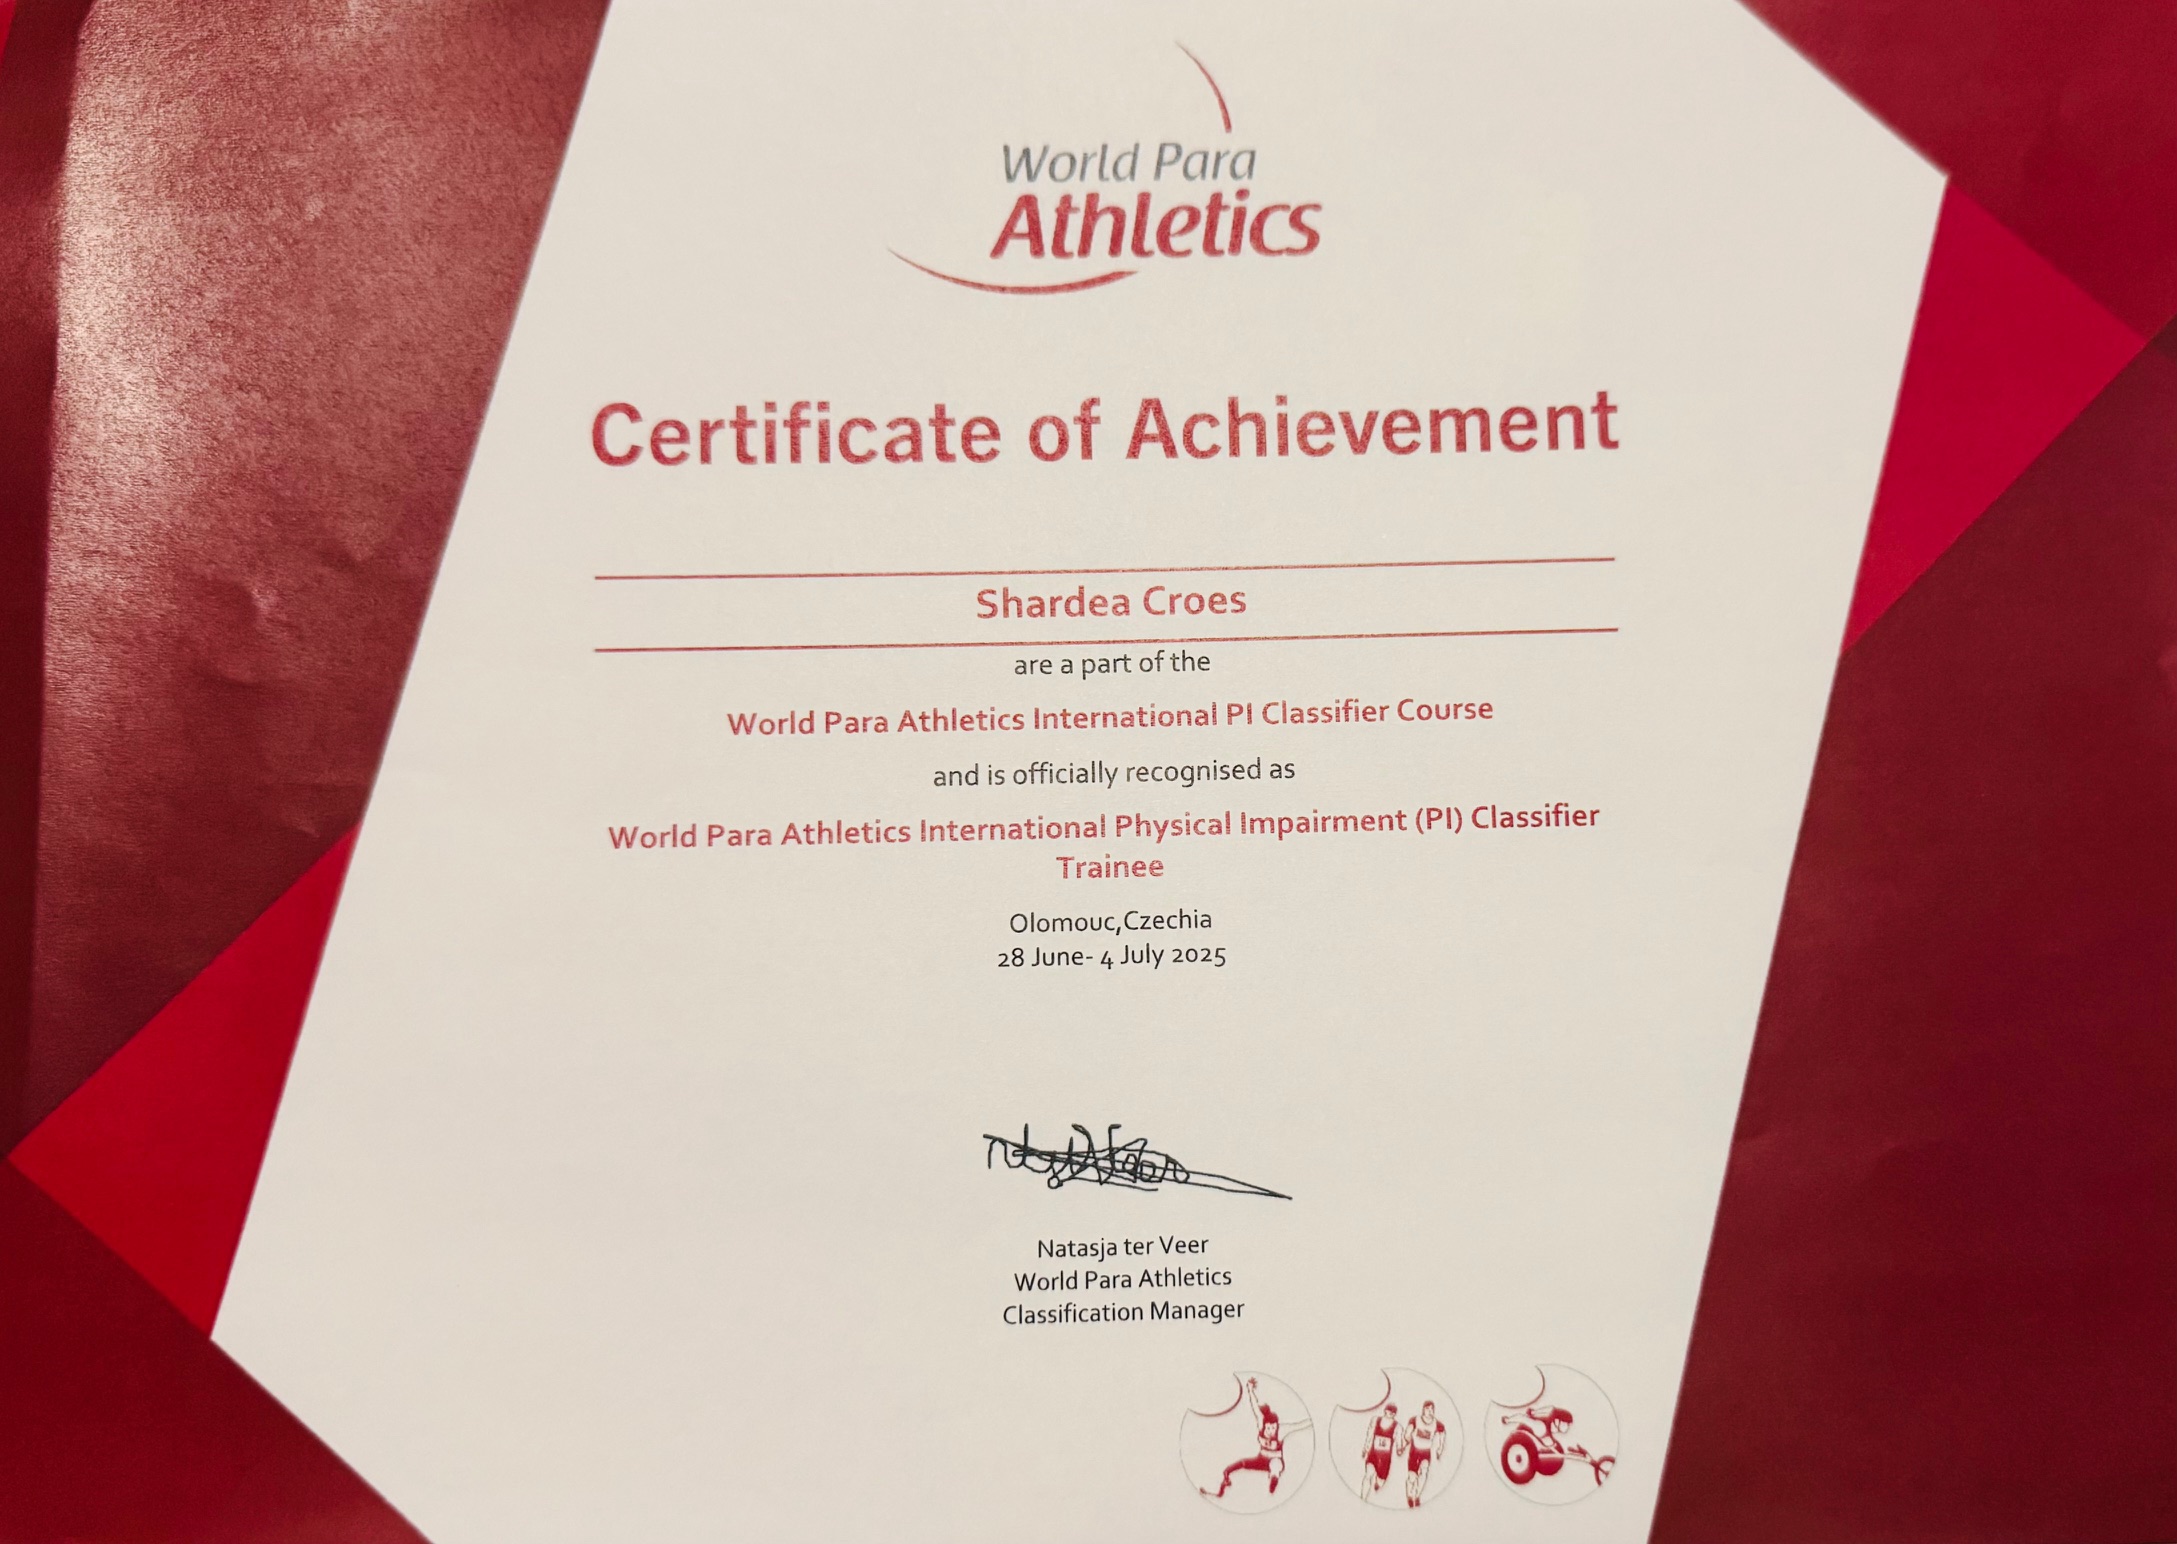 World Para
Athletics
Certificate of Achievement
Shardea Croes
are a part of the
World Para Athletics International PI Classifier Course
and is officially recognised as
World Para Athletics International Physical Impairment (PI) Classifier
Trainee
Olomouc,Czechia
28 June- 4 July 2025
Natasja ter Veer
World Para Athletics
Classification Manager